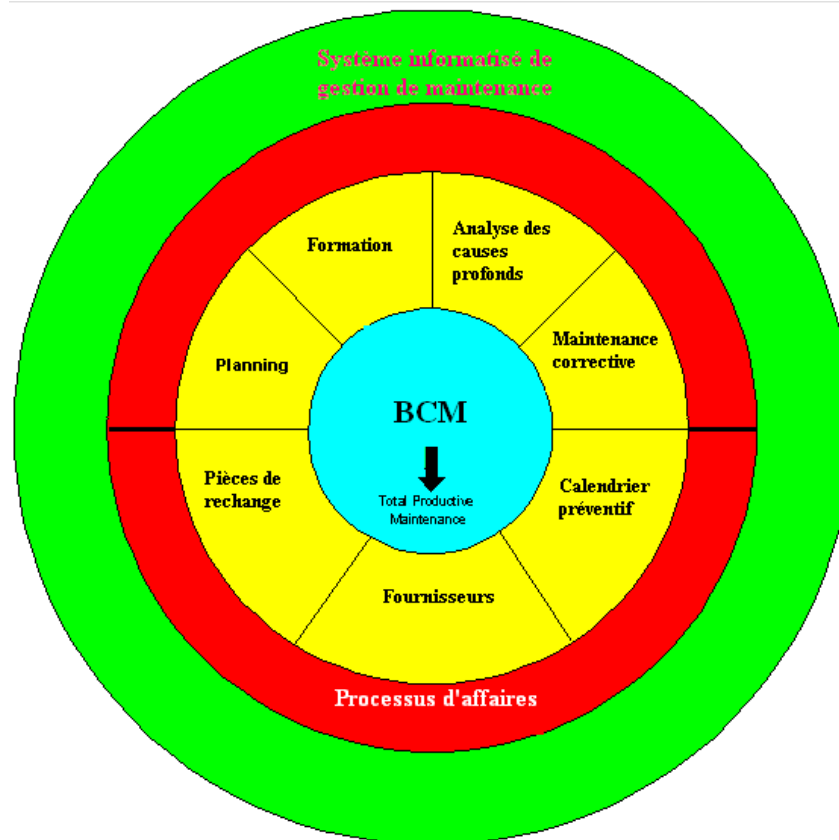 Système informatisé de
gestion de maintenance
Formation
Analyse des
causes
profonds
Planning
Maintenance
corrective
BCM
Total Productive
Maintenance
Pièces de
rechange
Calendrier
préventif
Fournisseurs
Processus d'affaires